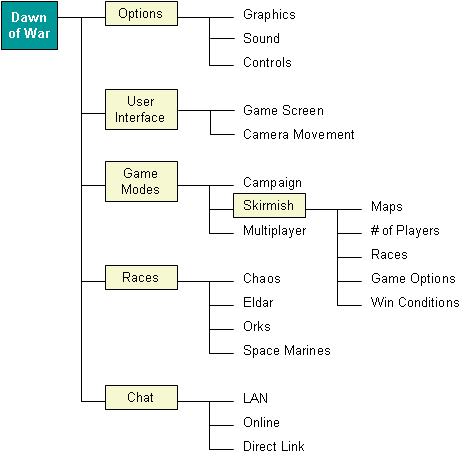 Dawn
of War
Options
Graphics
Sound
Controls
User
Interface
Game Screen
Camera Movement
Game
Modes
Campaign
Skirmish
Multiplayer
Maps
# of Players
Races
Game Options
Win Conditions
Races
Chaos
Eldar
Orks
Space Marines
Chat
LAN
Online
Direct Link